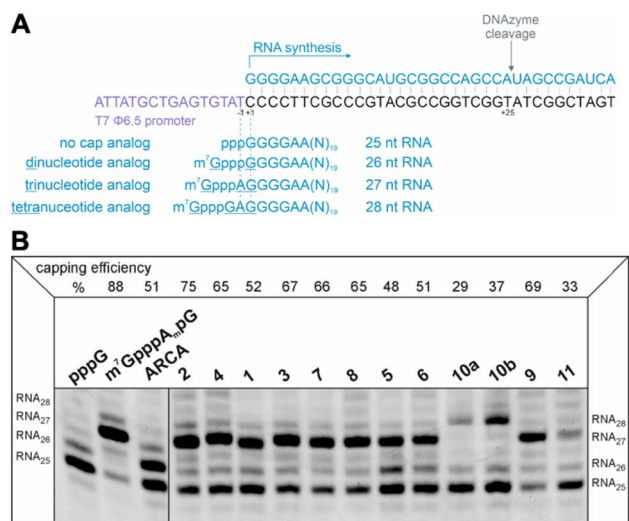 A
DNAzyme
cleavage
RNA synthesis
GGGGAAGCGGGCAUGCGGCCAGCCAUAGCCGAUCA
ATTATGCTGAGTGTATCCCCTTCGCCCGTACGCCGGTCGGTATCGGCTAGT
T7 Φ6.5 promoter
-1 +1
+25
no cap analog pppGGGGAA(N)19 25 nt RNA
dinucleotide analog m7GpppGGGGAA(N)19 26 nt RNA
trinucleotide analog m7GpppAGGGGAA(N)19 27 nt RNA
tetranuceotide analog m7GpppGAGGGGAA(N)19 28 nt RNA
B
capping efficiency
% 88 51 75 65 52 67 66 65 48 51 29 37 69 33
pppG m7GpppAmpG ARCA 2 4 1 3 7 8 5 6 10a 10b 9 11
RNA28
RNA27
RNA26
RNA25
RNA28
RNA27
RNA26
RNA25